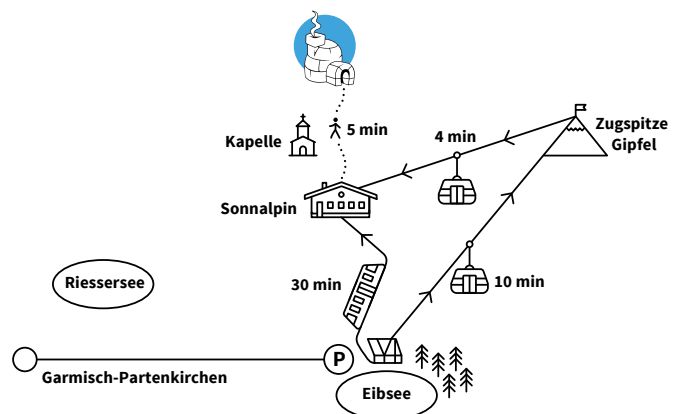 Kapelle
5 min
4 min
Zugspitze
Gipfel
Sonnalpin
Riessersee
30 min
10 min
P
Garmisch-Partenkirchen
Eibsee